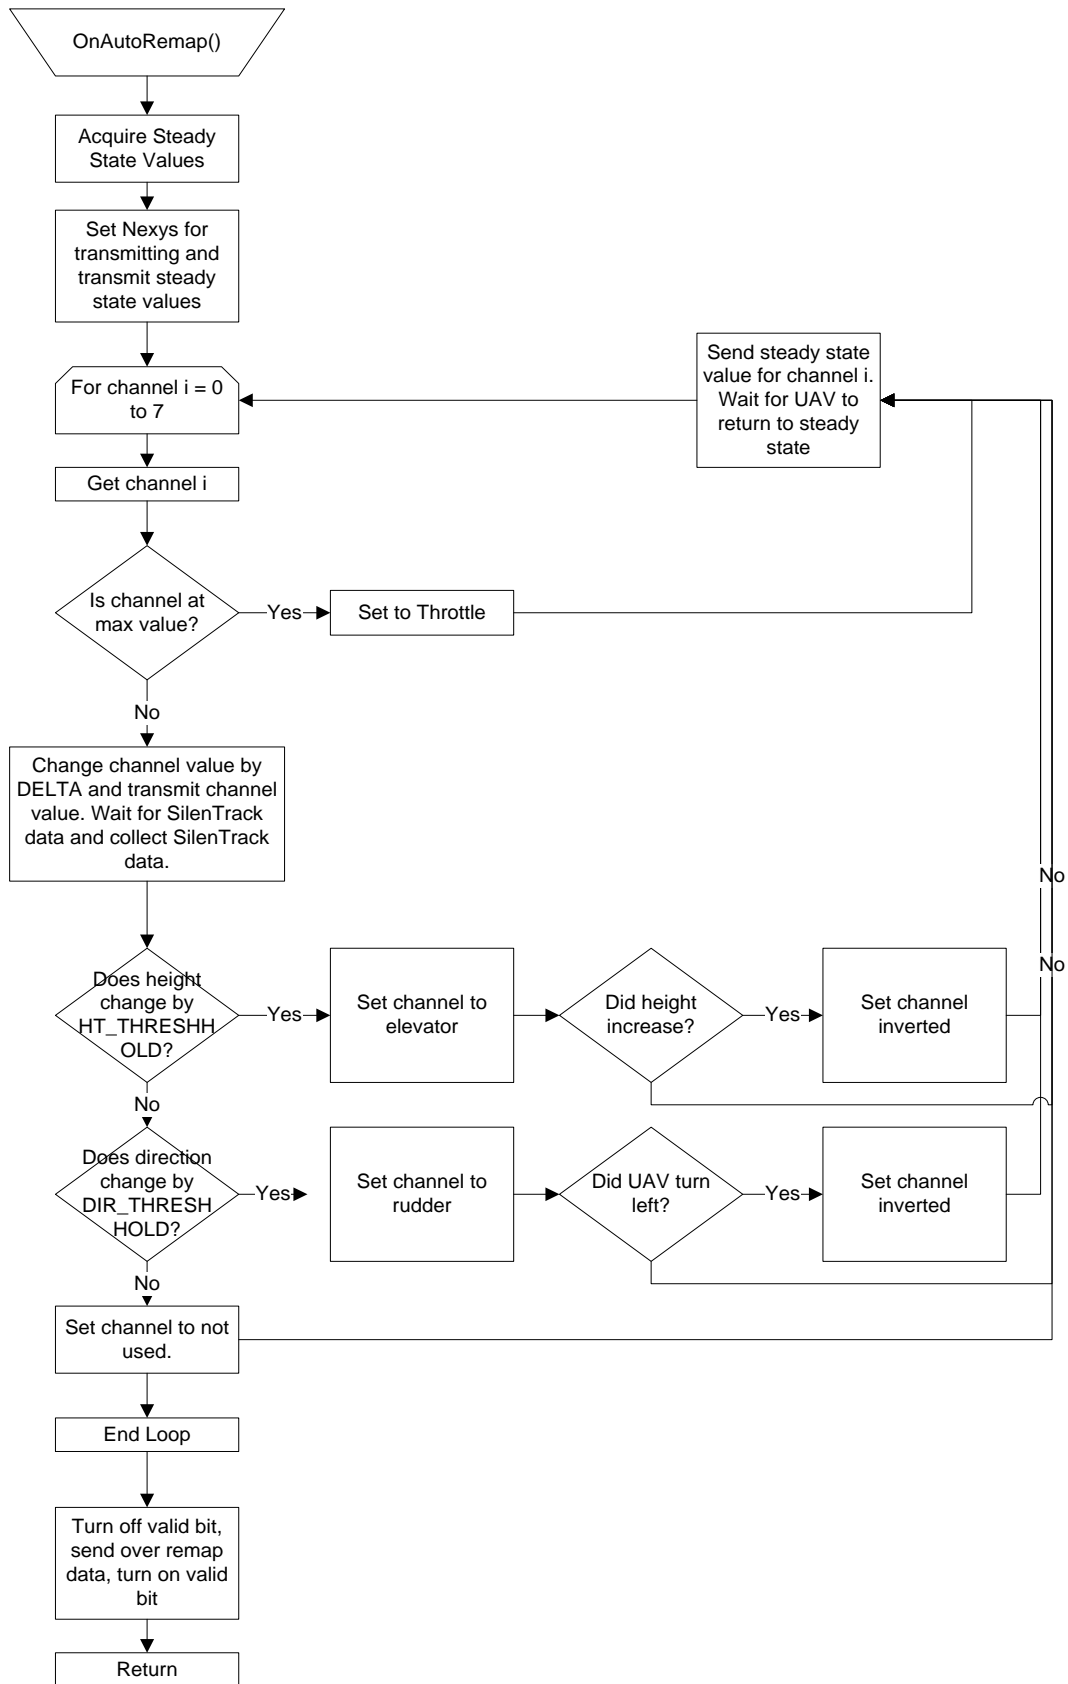 OnAutoRemap()
Acquire Steady
State Values
Set Nexys for
transmitting and
transmit steady
state values
For channel i = 0
to 7
Send steady state
value for channel i.
Wait for UAV to
return to steady
state
Get channel i
Is channel at
max value?
Yes
Set to Throttle
No
Change channel value by
DELTA and transmit channel
value. Wait for SilenTrack
data and collect SilenTrack
data.
No
No
Does height
change by
HT_THRESHH
OLD?
Yes
Set channel to
elevator
Did height
increase?
Yes
Set channel
inverted
No
Does direction
change by
DIR_THRESH
HOLD?
Yes
Set channel to
rudder
Did UAV turn
left?
Yes
Set channel
inverted
No
Set channel to not
used.
End Loop
Turn off valid bit,
send over remap
data, turn on valid
bit
Return